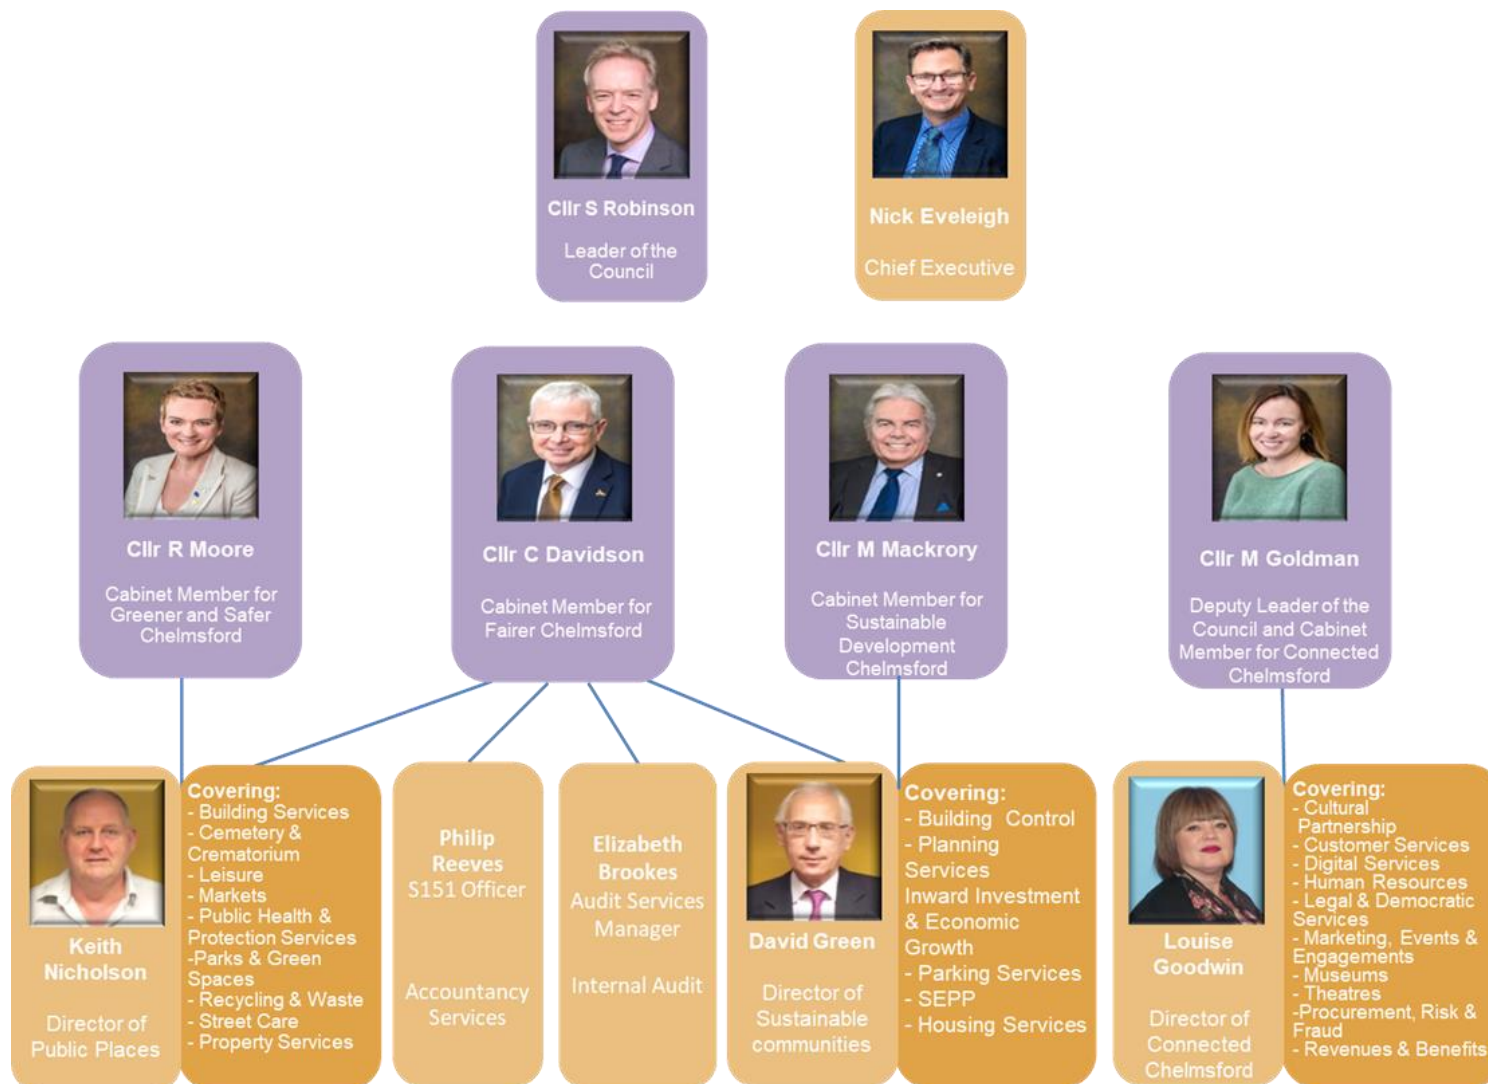 Cllr S Robinson
Leader of the
Council
Nick Eveleigh
Chief Executive
Cllr R Moore
Cabinet Member for
Greener and Safer
Chelmsford
Cllr C Davidson
Cabinet Member for
Fairer Chelmsford
Cllr M Mackrory
Cabinet Member for
Sustainable
Development
Chelmsford
Cllr M Goldman
Deputy Leader of the
Council and Cabinet
Member for Connected
Chelmsford
Keith
Nicholson
Director of
Public Places
Covering:
- Building Services
- Cemetery &
Crematorium
- Leisure
- Markets
- Public Health &
Protection Services
-Parks & Green
Spaces
- Recycling & Waste
- Street Care
- Property Services
Philip
Reeves
S151 Officer
Accountancy
Services
Elizabeth
Brookes
Audit Services
Manager
Internal Audit
David Green
Director of
Sustainable
communities
Covering:
- Building Control
- Planning
Services
Inward Investment
& Economic
Growth
- Parking Services
- SEPP
- Housing Services
Louise
Goodwin
Director of
Connected
Chelmsford
Covering:
- Cultural
Partnership
- Customer Services
- Digital Services
- Human Resources
- Legal & Democratic
Services
- Marketing, Events &
Engagements
- Museums
- Theatres
-Procurement, Risk &
Fraud
- Revenues & Benefits